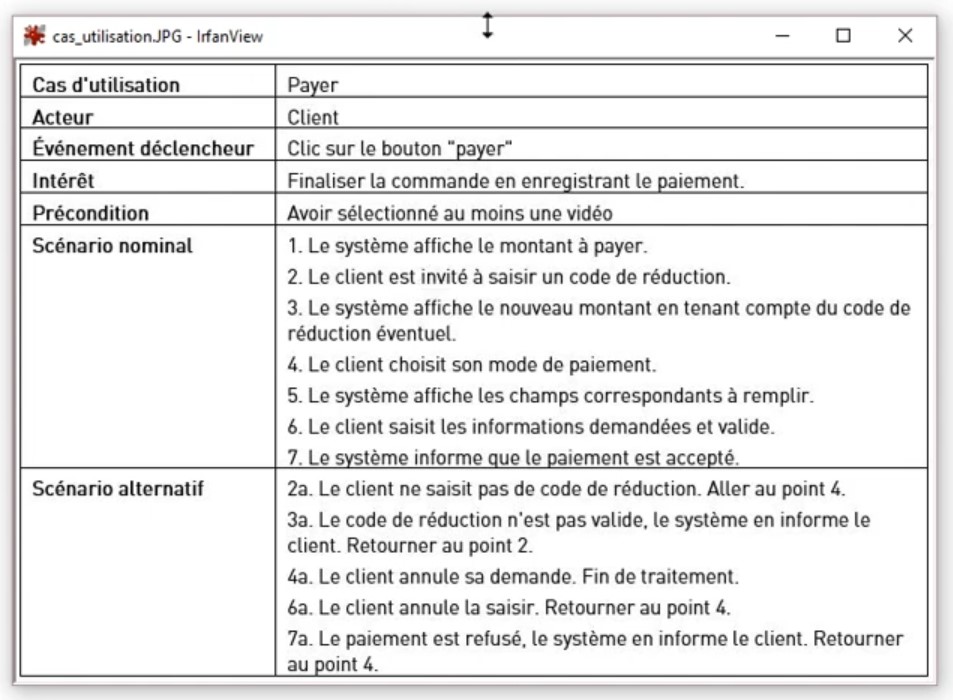 cas_utilisation.JPG - IrfanView
Cas d'utilisation Payer
Acteur Client
Événement déclencheur Clic sur le bouton "payer"
Intérêt Finaliser la commande en enregistrant le paiement.
Précondition Avoir sélectionné au moins une vidéo
Scénario nominal 1. Le système affiche le montant à payer.
2. Le client est invité à saisir un code de réduction.
3. Le système affiche le nouveau montant en tenant compte du code de
réduction éventuel.
4. Le client choisit son mode de paiement.
5. Le système affiche les champs correspondants à remplir.
6. Le client saisit les informations demandées et valide.
7. Le système informe que le paiement est accepté.
Scénario alternatif 2a. Le client ne saisit pas de code de réduction. Aller au point 4.
3a. Le code de réduction n'est pas valide, le système en informe le
client. Retourner au point 2.
4a. Le client annule sa demande. Fin de traitement.
6a. Le client annule la saisir. Retourner au point 4.
7a. Le paiement est refusé, le système en informe le client. Retourner
au point 4.